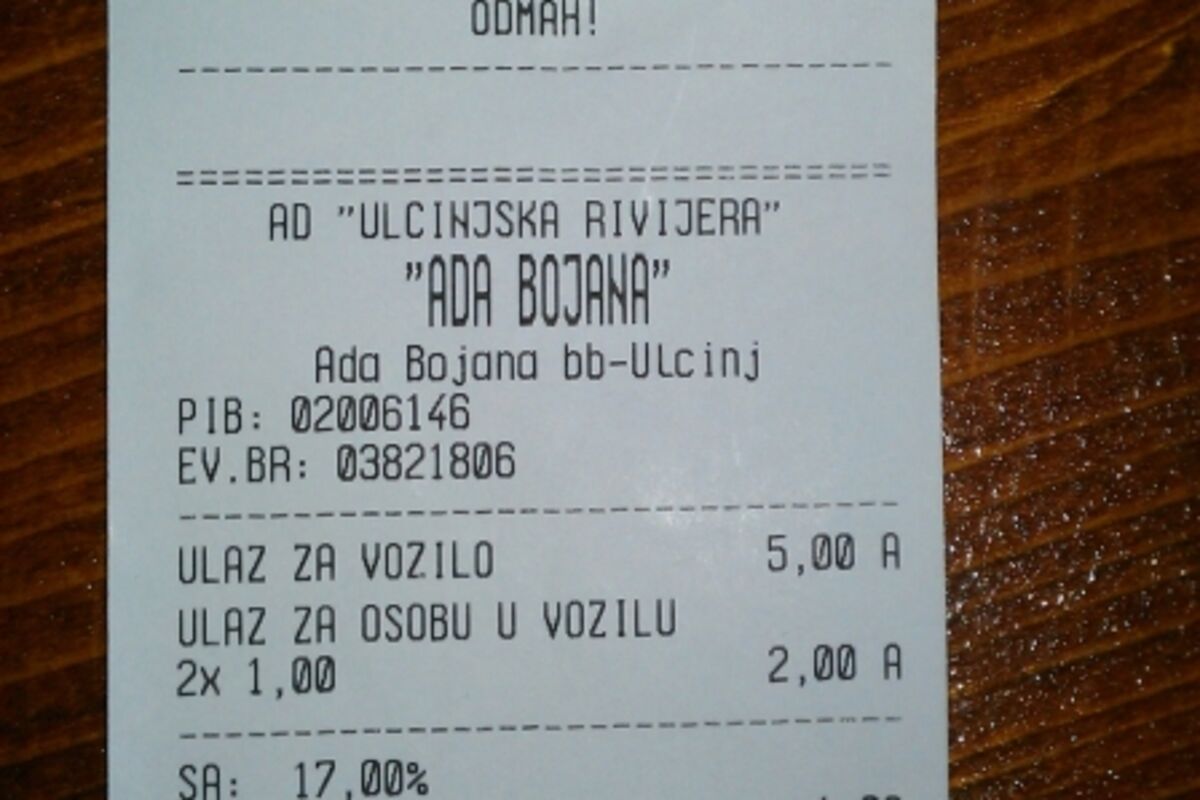 ODMAH!
AD "ULCINJSKA RIVIJERA"
"ADA BOJANA"
Ada Bojana bb-Ulcinj
PIB: 02006146
EV.BR: 03821806
ULAZ ZA VOZILO 5,00 A
ULAZ ZA OSOBU U VOZILU
2x 1,00 2,00 A
SA: 17,00%